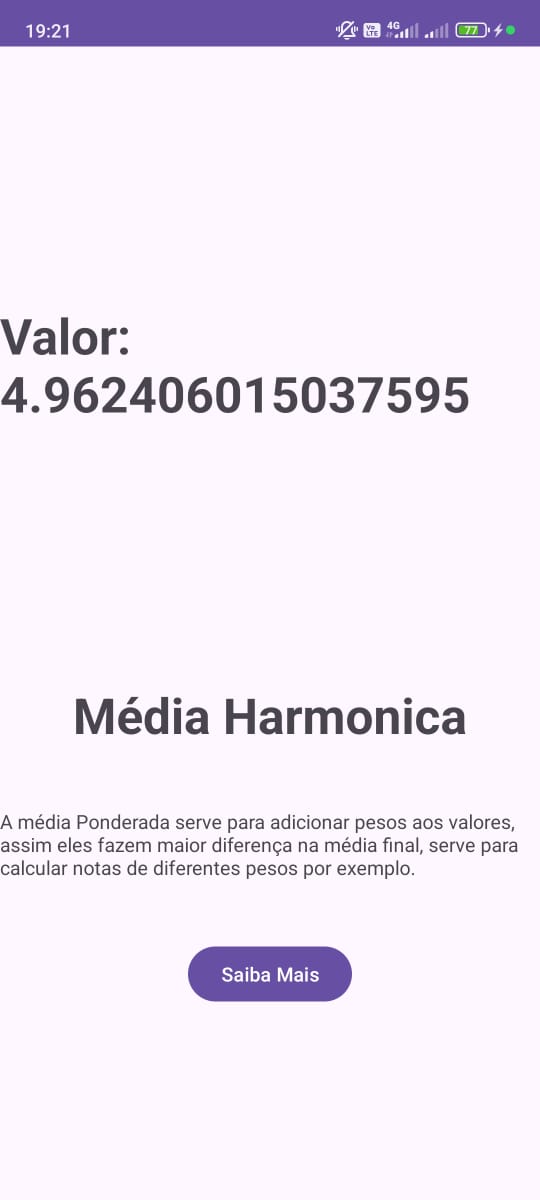 19:21
Vo
LTE
4G
77
Valor:
4.962406015037595
Média Harmonica
A média Ponderada serve para adicionar pesos aos valores,
assim eles fazem maior diferença na média final, serve para
calcular notas de diferentes pesos por exemplo.
Saiba Mais